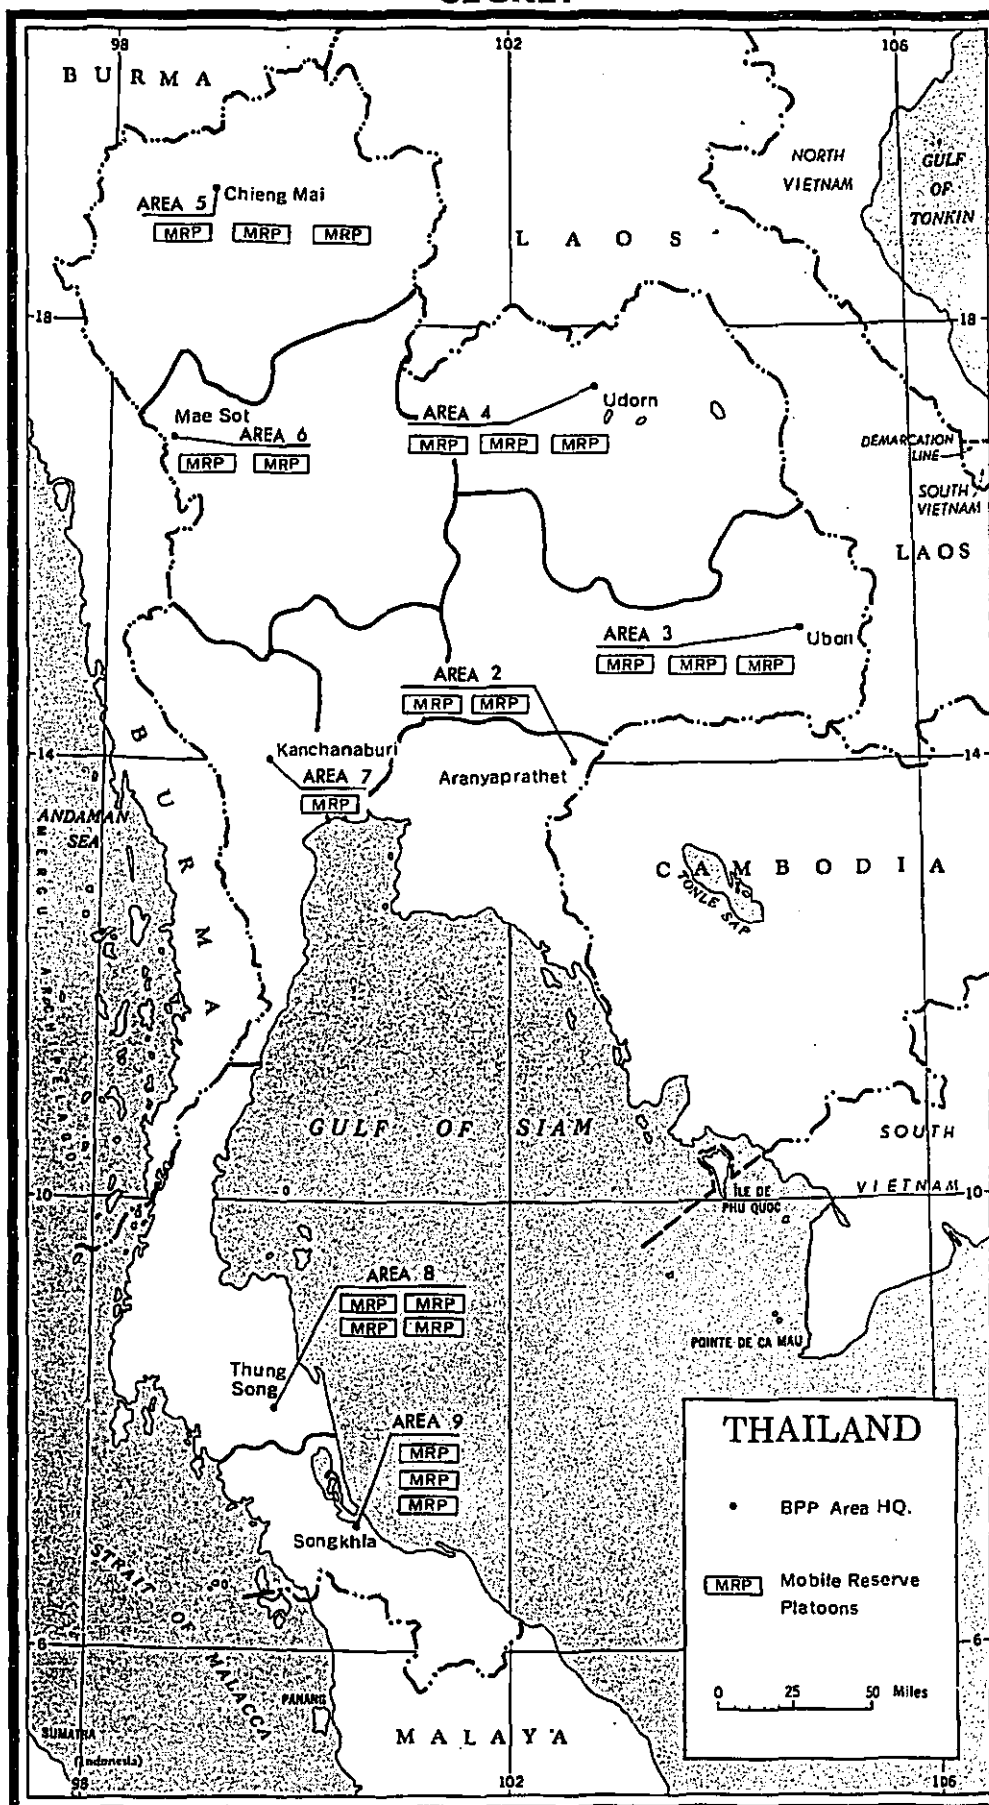 SECRET
98
102
106
BURMA
NORTH
VIETNAM
GULF
OF
TONKIN
AREA 5
Chieng Mai
MRP MRP MRP
LAOS
18
18
Mae Sot
AREA 6
MRP MRP
AREA 4
Udorn
MRP MRP MRP
DEMARCATION
LINE
SOUTH
VIETNAM
LAOS
AREA 3
Ubon
MRP MRP MRP
AREA 2
MRP MRP
BURMA
Kanchanaburi
14
14
AREA 7
MRP
Aranyaprathet
ANDAMAN
SEA
MERGUI ARCHIPELAGO
CAMBODIA
TONLE SAP
GULF OF SIAM
SOUTH
VIETNAM
10
10
ÎLE DE
PHU QUOC
AREA 8
MRP MRP
MRP MRP
POINTE DE CA MAU
Thung
Song
AREA 9
MRP
MRP
MRP
Songkhla
THAILAND
BPP Area HQ.
MRP Mobile Reserve
Platoons
0 25 50 Miles
STRAIT OF MALACCA
6
6
PANANG
MALAYA
SUMATRA
(Indonesia)
98
102
106